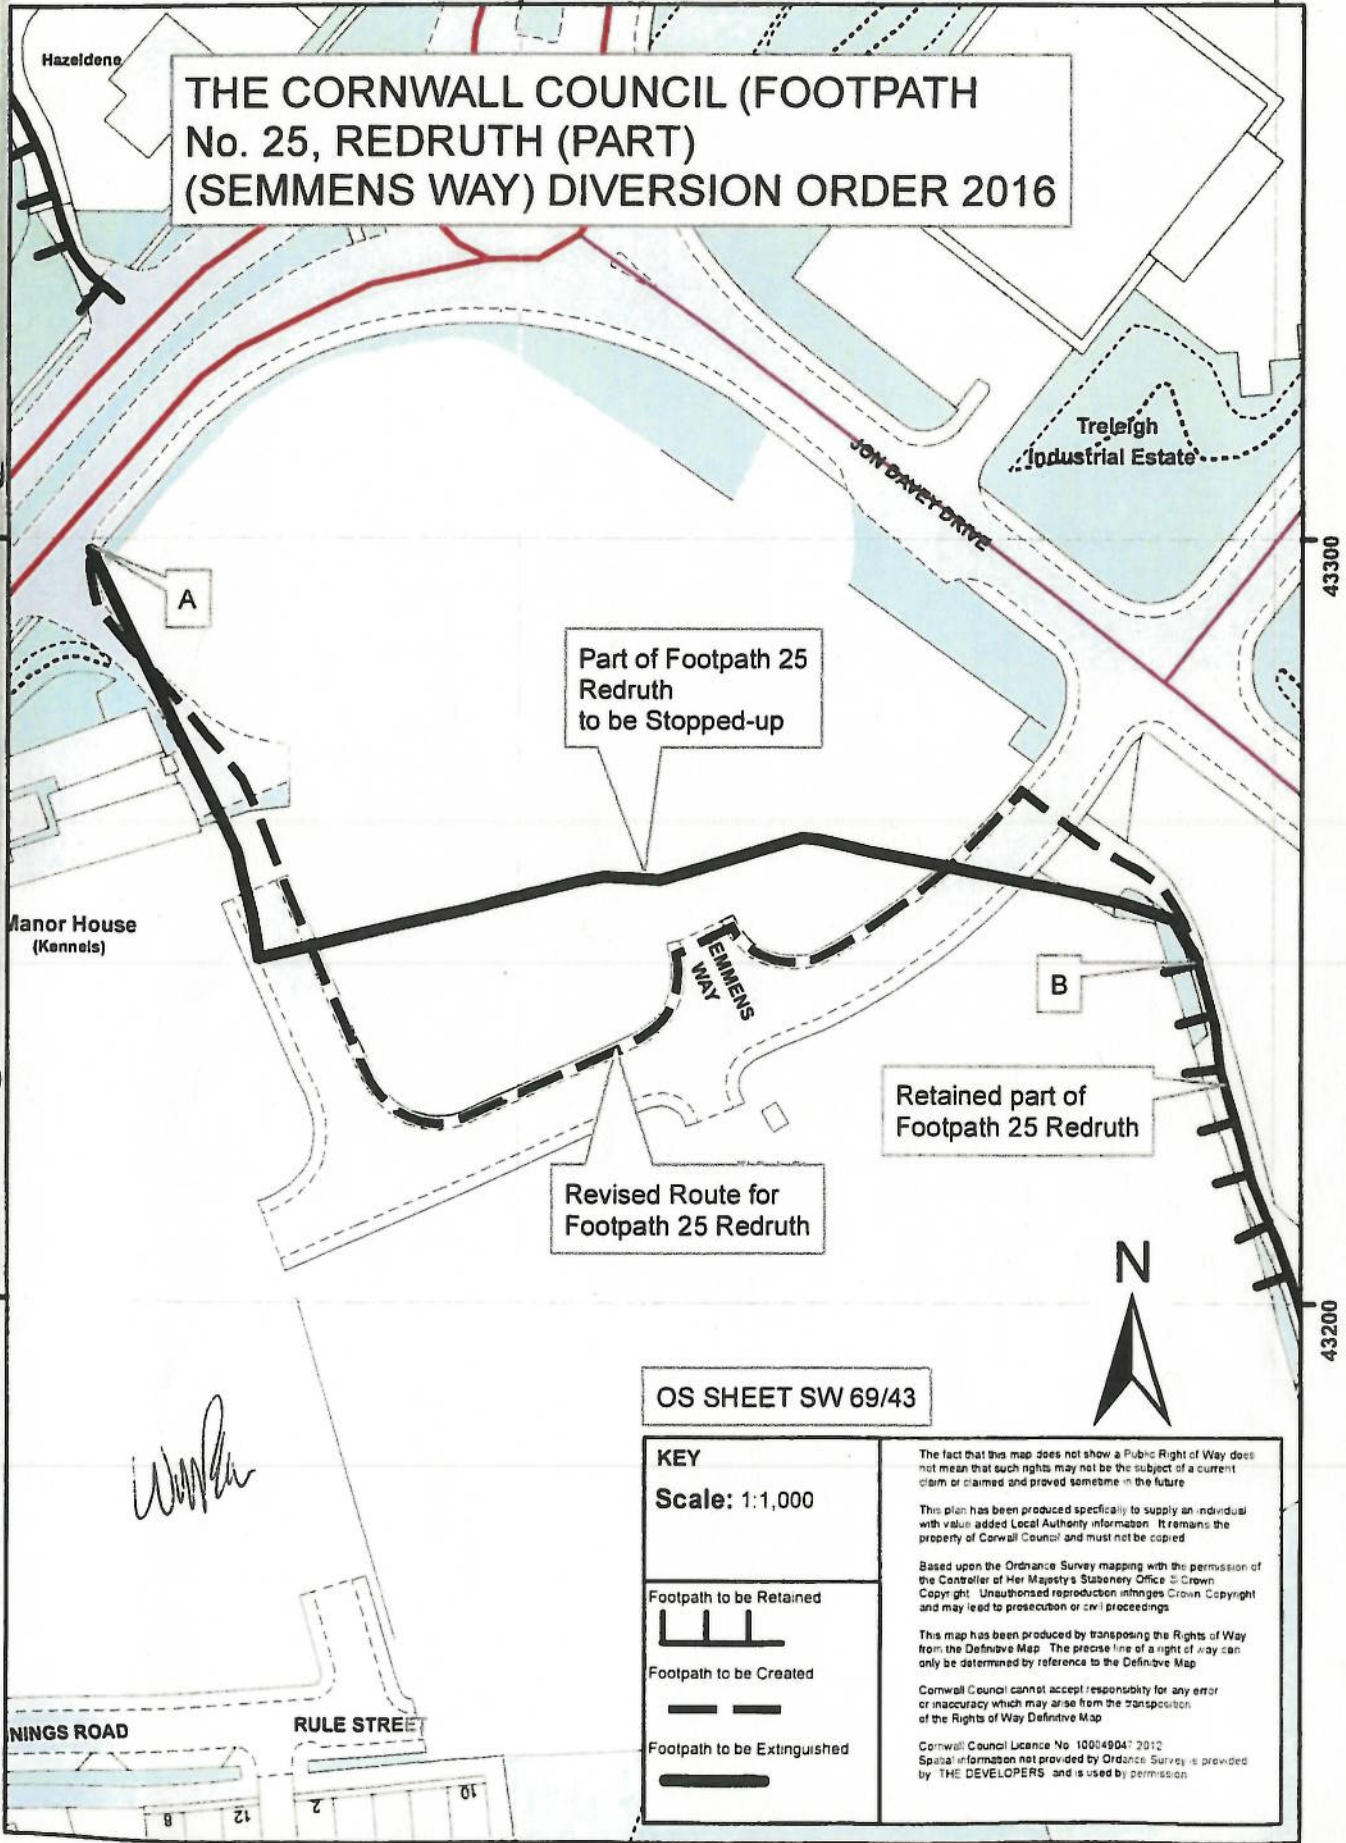 Hazeldene
THE CORNWALL COUNCIL (FOOTPATH
No. 25, REDRUTH (PART)
(SEMMENS WAY) DIVERSION ORDER 2016
Treleigh
Industrial Estate
JON DAVEY DRIVE
43300
A
Part of Footpath 25
Redruth
to be Stopped-up
Manor House
(Kennels)
EMMENS
WAY
B
Retained part of
Footpath 25 Redruth
Revised Route for
Footpath 25 Redruth
N
43200
OS SHEET SW 69/43
KEY
Scale: 1:1,000
Footpath to be Retained
Footpath to be Created
Footpath to be Extinguished
The fact that this map does not show a Public Right of Way does
not mean that such rights may not be the subject of a current
claim or claimed and proved sometime in the future
This plan has been produced specfically to supply an individual
with value added Local Authority information It remains the
property of Corwall Council and must not be copied
Based upon the Ordnance Survey mapping with the permission of
the Controller of Her Majesty's Stationery Office © Crown
Copyright Unauthorised reproduction infringes Crown Copyright
and may lead to prosecution or civil proceedings
This map has been produced by transposing the Rights of Way
from the Definitive Map The precise line of a right of way can
only be determined by reference to the Definitive Map
Cornwall Council cannot accept responsibility for any error
or inaccuracy which may arise from the transposition
of the Rights of Way Definitive Map
Cornwall Council Licence No 100049047 2012
Spatial information not provided by Ordance Survey is provided
by THE DEVELOPERS and is used by permission
NINGS ROAD
RULE STREET
8
12
2
10